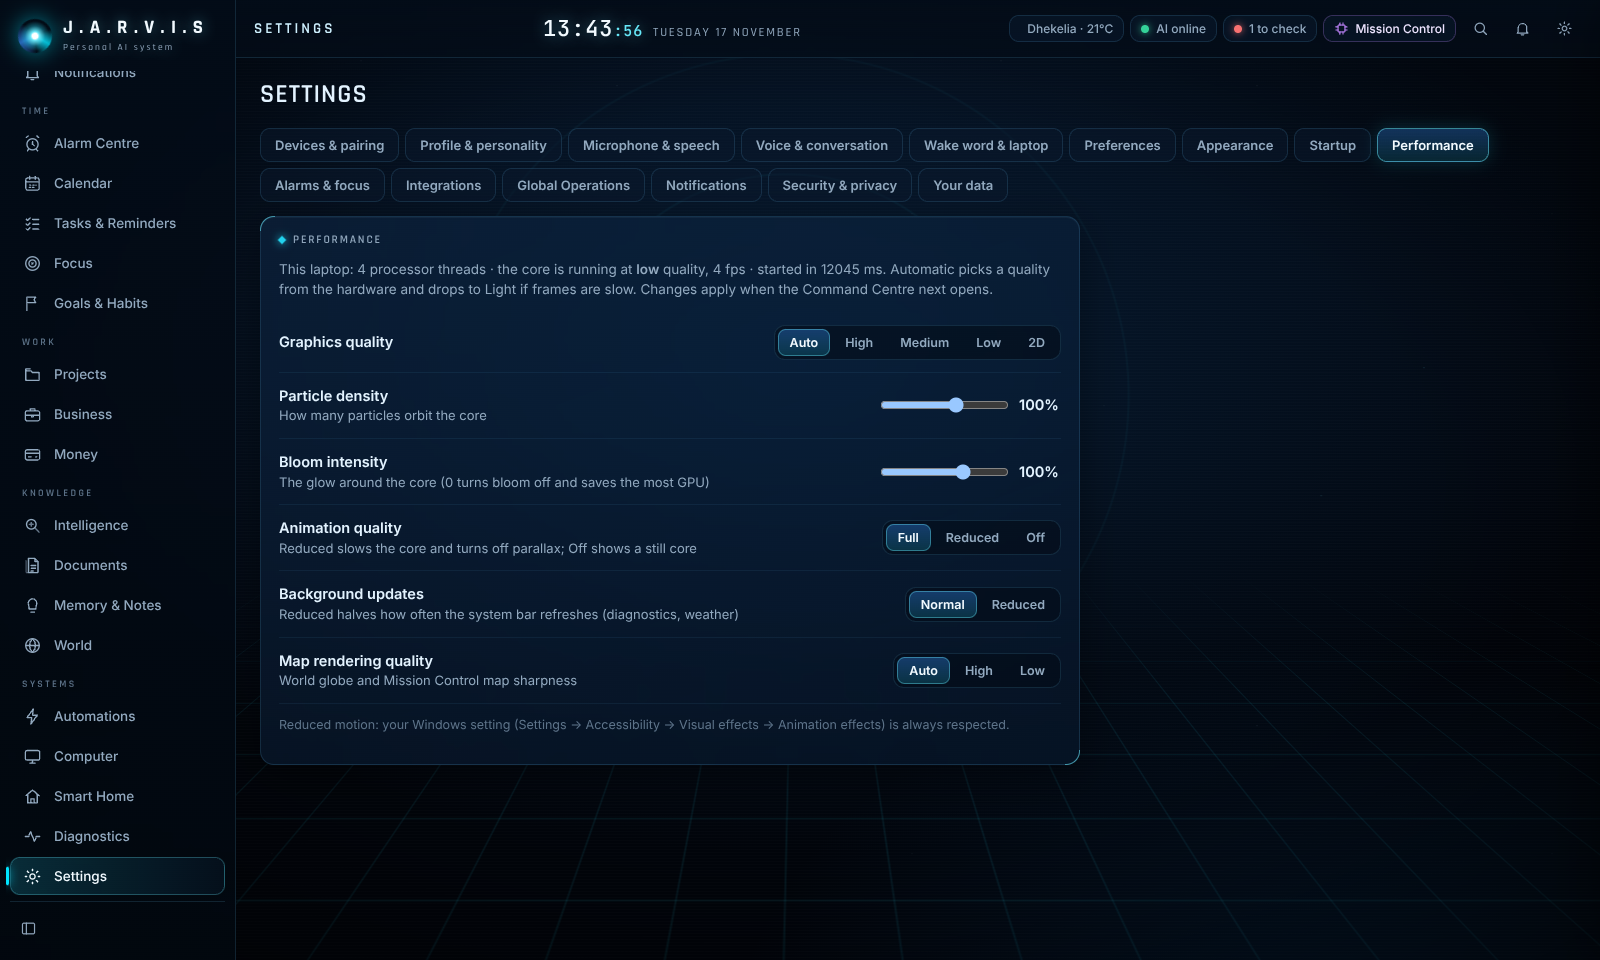 J.A.R.V.I.S
Personal AI system
SETTINGS
13:43:56 TUESDAY 17 NOVEMBER
Dhekelia · 21°C
AI online
1 to check
Mission Control
Notifications
TIME
Alarm Centre
Calendar
Tasks & Reminders
Focus
Goals & Habits
WORK
Projects
Business
Money
KNOWLEDGE
Intelligence
Documents
Memory & Notes
World
SYSTEMS
Automations
Computer
Smart Home
Diagnostics
Settings
SETTINGS
Devices & pairing
Profile & personality
Microphone & speech
Voice & conversation
Wake word & laptop
Preferences
Appearance
Startup
Performance
Alarms & focus
Integrations
Global Operations
Notifications
Security & privacy
Your data
PERFORMANCE
This laptop: 4 processor threads · the core is running at low quality, 4 fps · started in 12045 ms. Automatic picks a quality
from the hardware and drops to Light if frames are slow. Changes apply when the Command Centre next opens.
Graphics quality
Auto High Medium Low 2D
Particle density
How many particles orbit the core
100%
Bloom intensity
The glow around the core (0 turns bloom off and saves the most GPU)
100%
Animation quality
Reduced slows the core and turns off parallax; Off shows a still core
Full Reduced Off
Background updates
Reduced halves how often the system bar refreshes (diagnostics, weather)
Normal Reduced
Map rendering quality
World globe and Mission Control map sharpness
Auto High Low
Reduced motion: your Windows setting (Settings → Accessibility → Visual effects → Animation effects) is always respected.